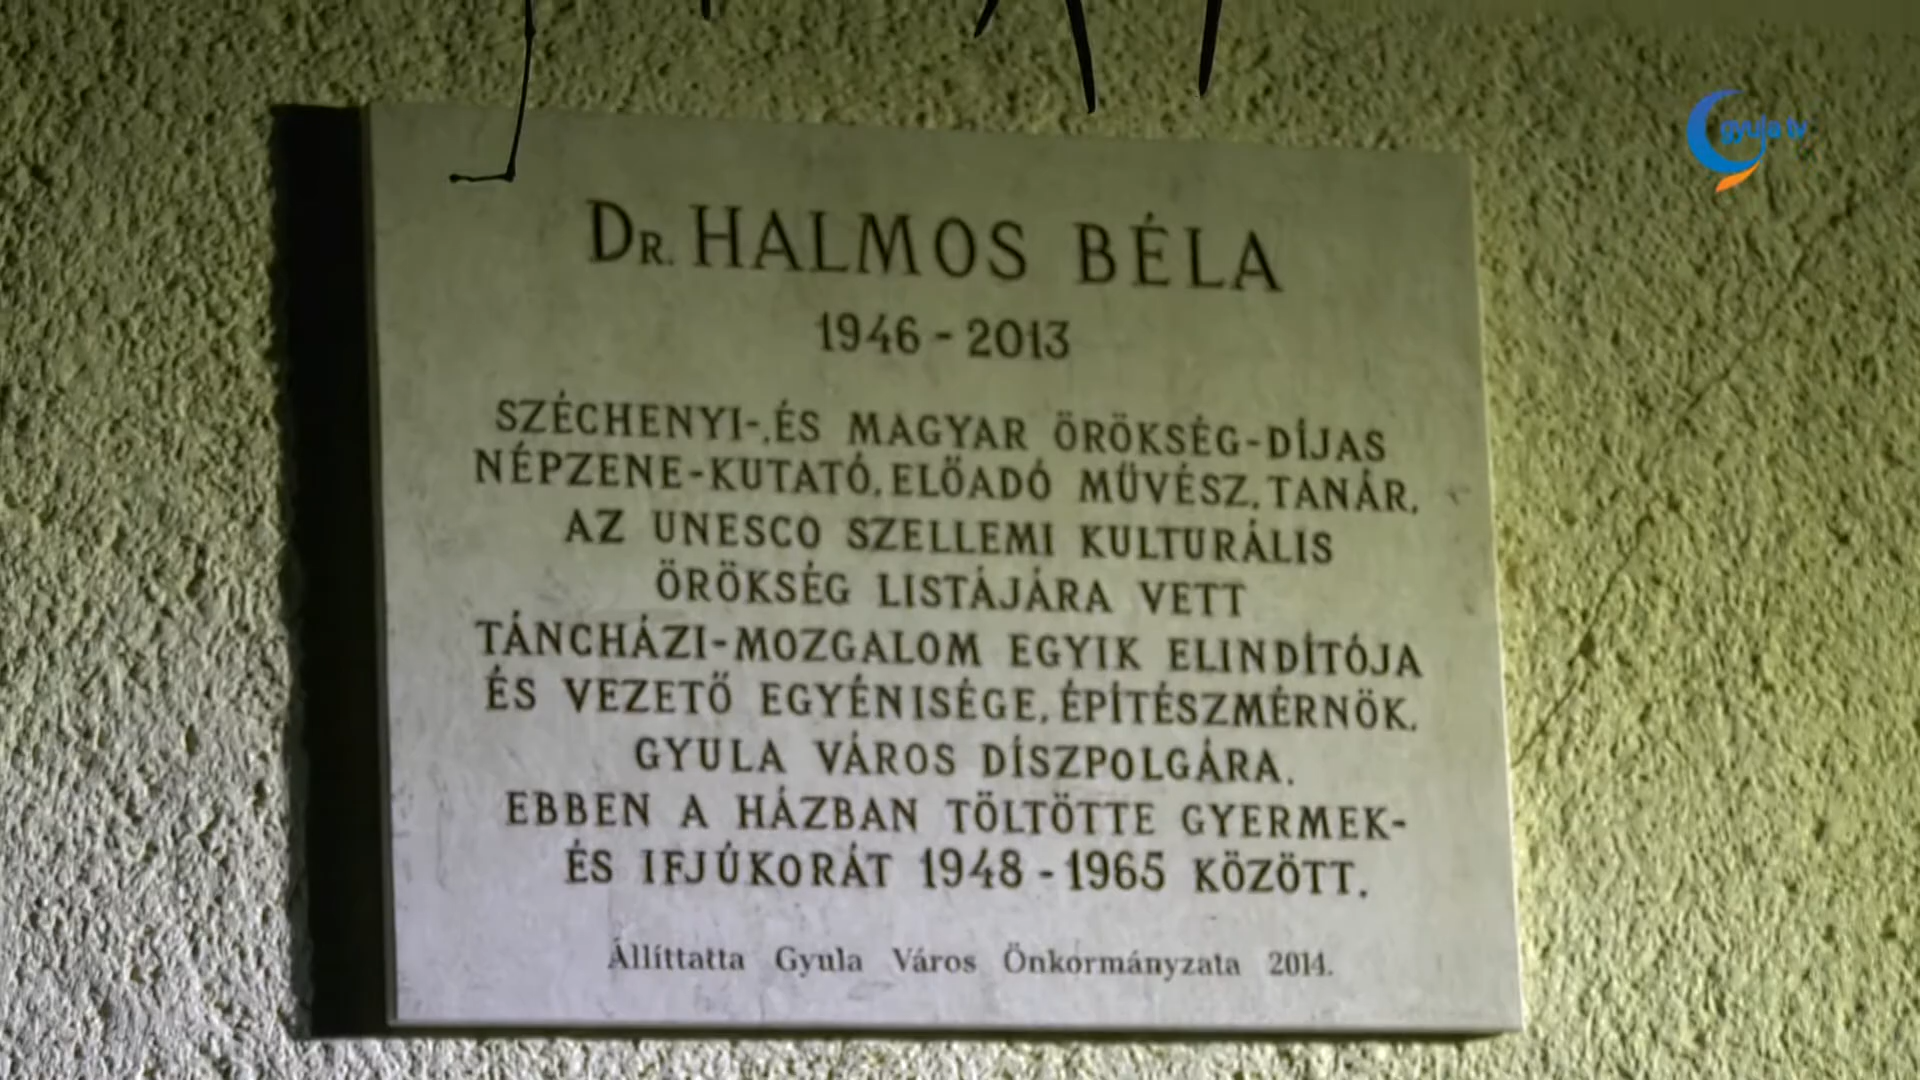 gyula tv
DR. HALMOS BÉLA
1946 - 2013
SZÉCHENYI-, ÉS MAGYAR ÖRÖKSÉG-DÍJAS
NÉPZENE-KUTATÓ, ELŐADÓ MŰVÉSZ, TANÁR,
AZ UNESCO SZELLEMI KULTURÁLIS
ÖRÖKSÉG LISTÁJÁRA VETT
TÁNCHÁZI-MOZGALOM EGYIK ELINDÍTÓJA
ÉS VEZETŐ EGYÉNISÉGE, ÉPÍTÉSZMÉRNÖK,
GYULA VÁROS DÍSZPOLGÁRA.
EBBEN A HÁZBAN TÖLTÖTTE GYERMEK-
ÉS IFJÚKORÁT 1948 - 1965 KÖZÖTT.
Állíttatta Gyula Város Önkormányzata 2014.